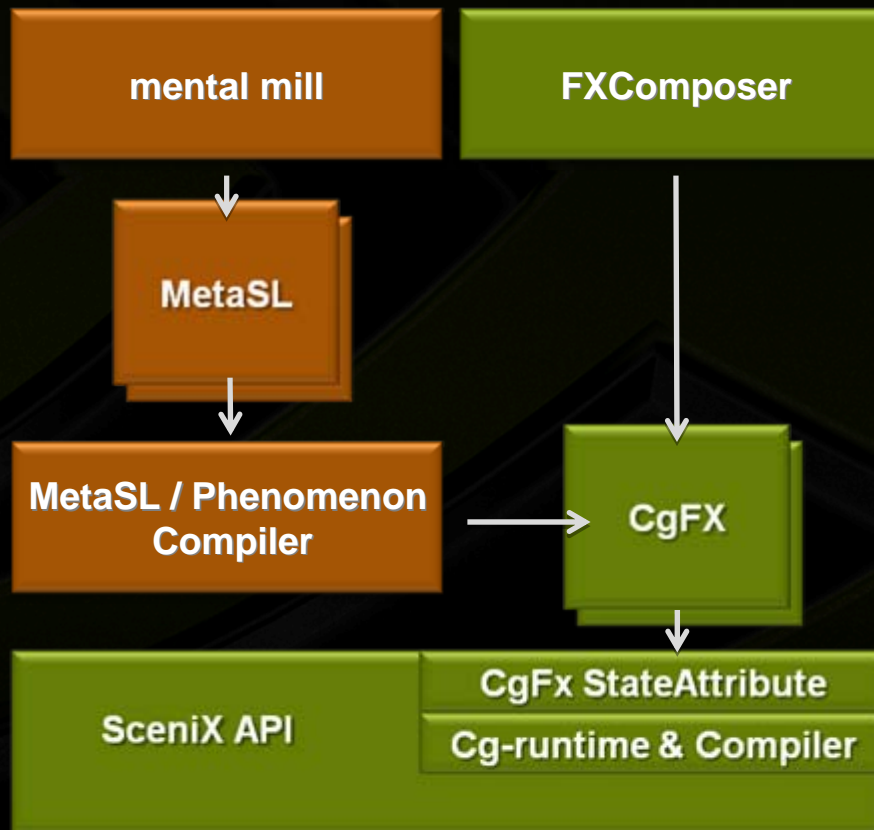 mental mill
FXComposer
MetaSL
MetaSL / Phenomenon
Compiler
CgFX
SceniX API
CgFx StateAttribute
Cg-runtime & Compiler